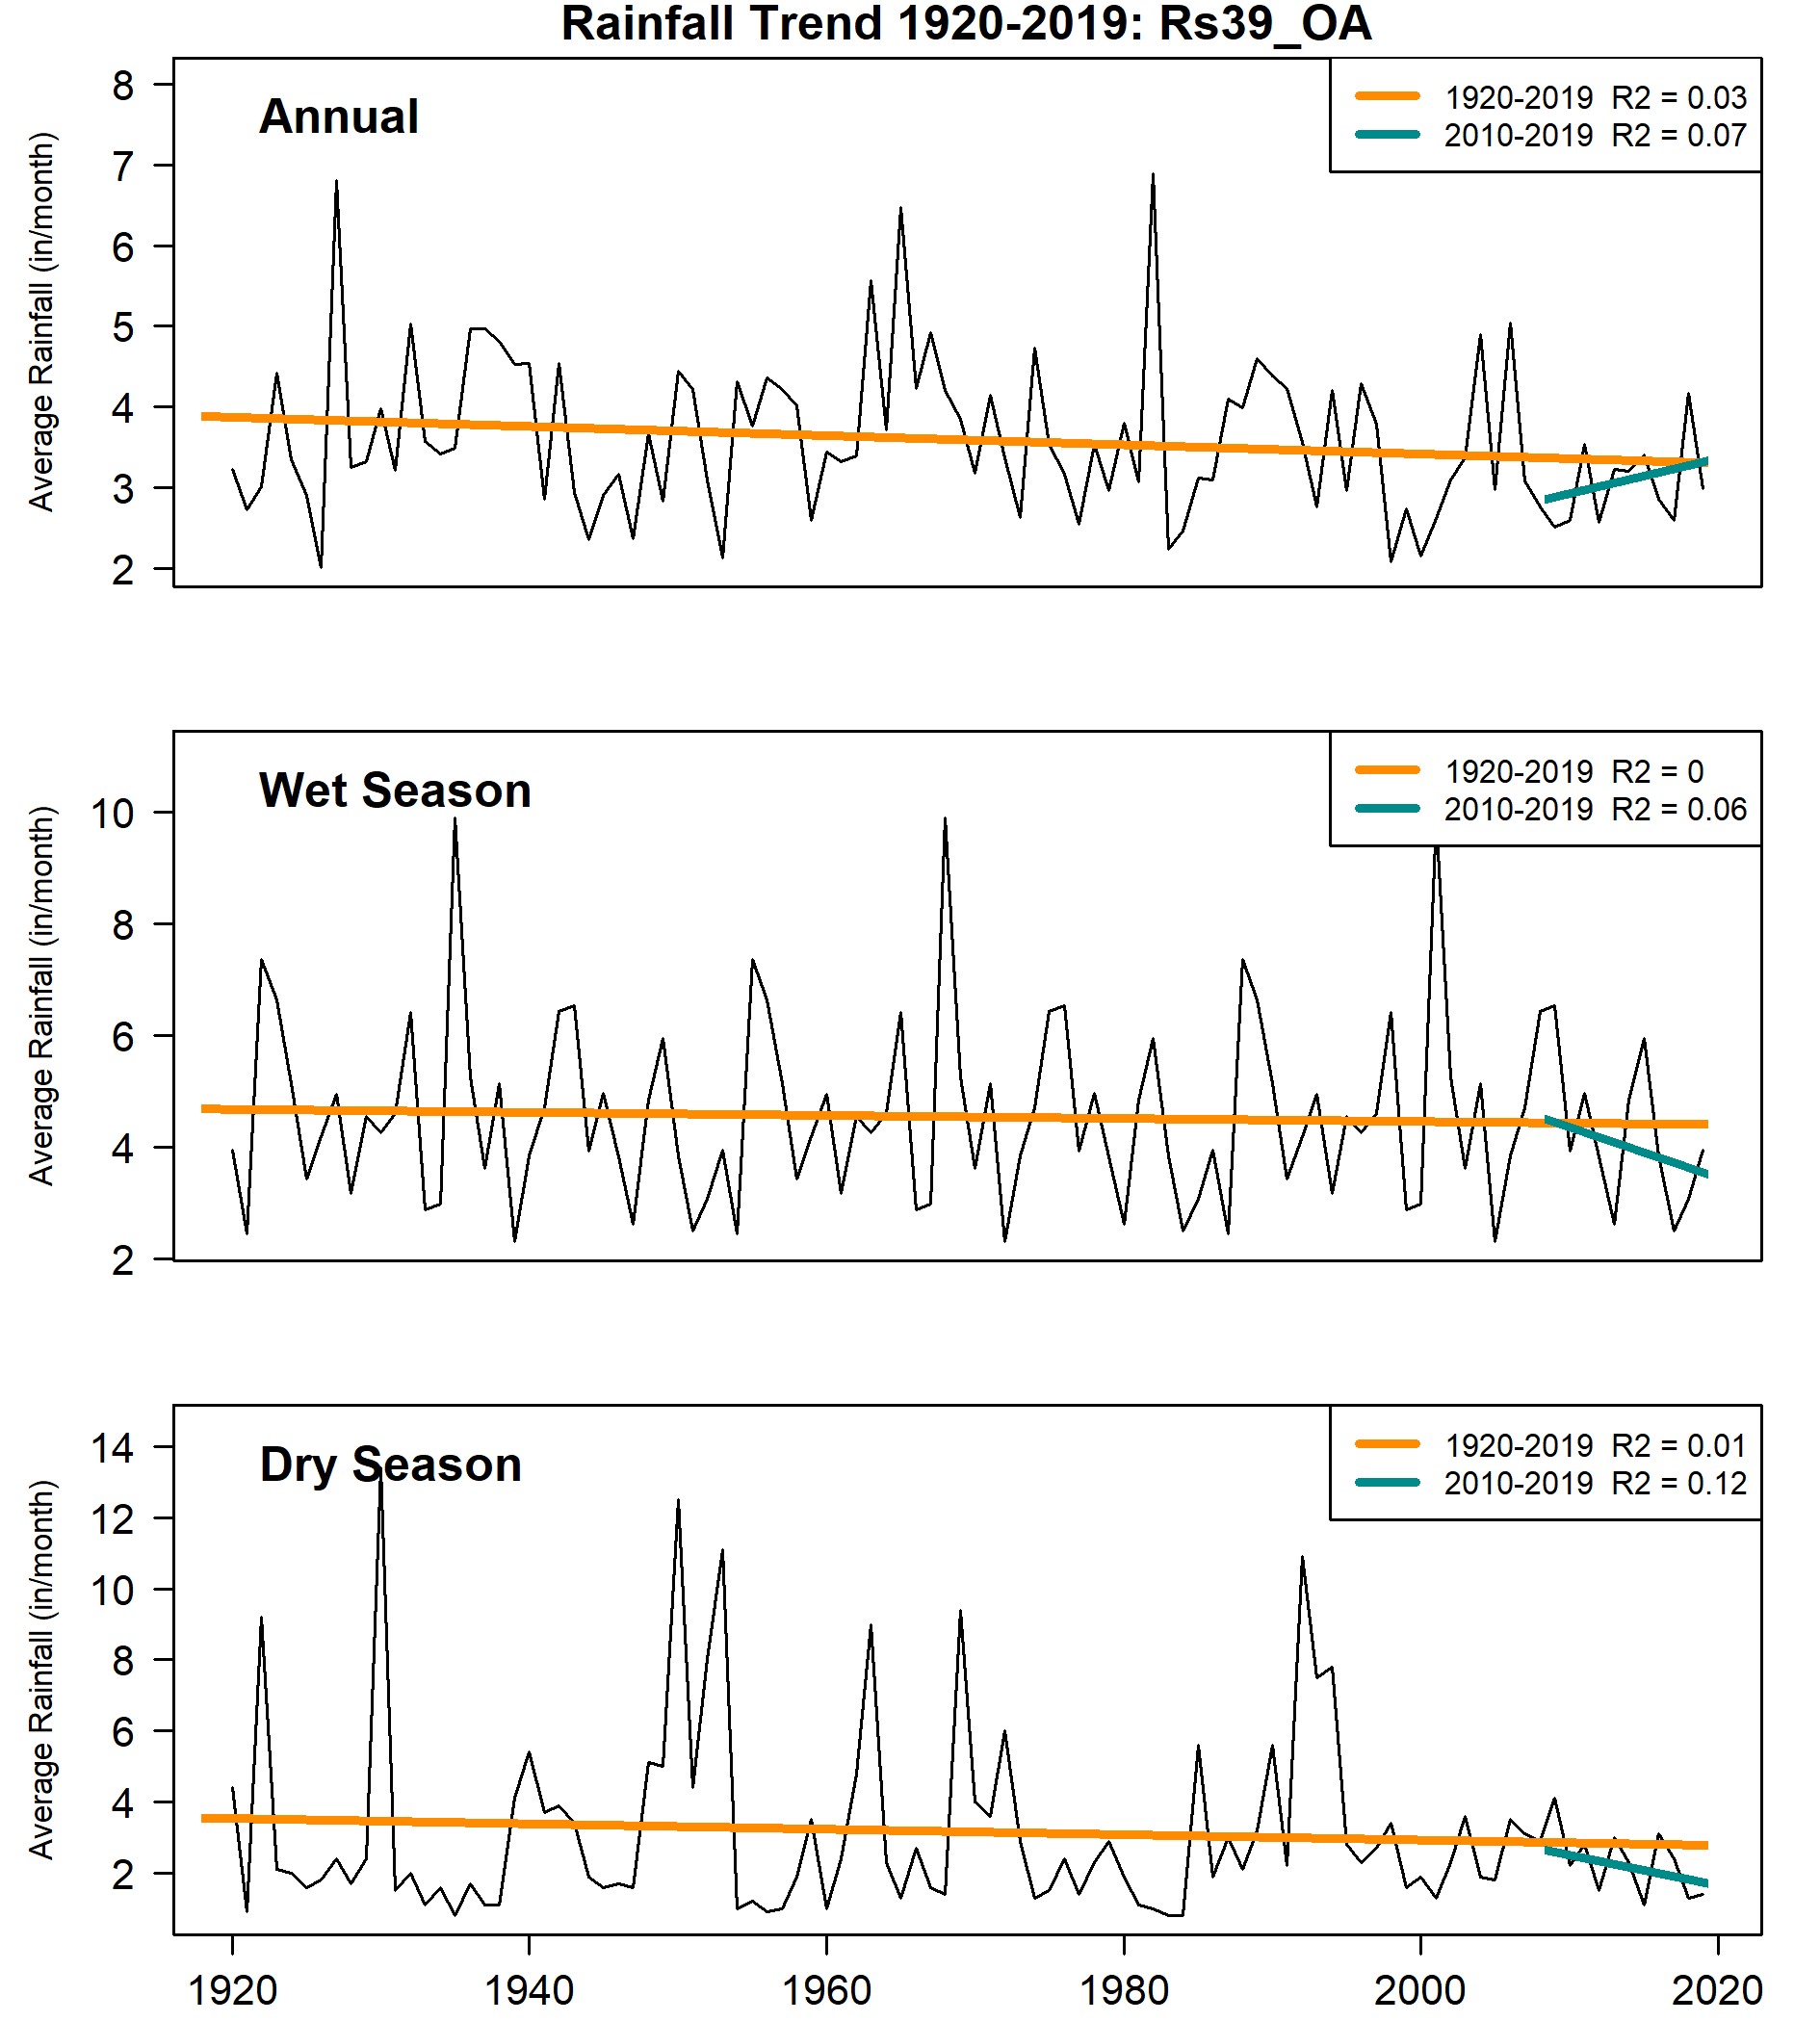 Rainfall Trend 1920-2019: Rs39_OA
Annual
1920-2019 R2 = 0.03
2010-2019 R2 = 0.07
Average Rainfall (in/month)
8
7
6
5
4
3
2
Wet Season
1920-2019 R2 = 0
2010-2019 R2 = 0.06
Average Rainfall (in/month)
10
8
6
4
2
Dry Season
1920-2019 R2 = 0.01
2010-2019 R2 = 0.12
Average Rainfall (in/month)
14
12
10
8
6
4
2
1920 1940 1960 1980 2000 2020